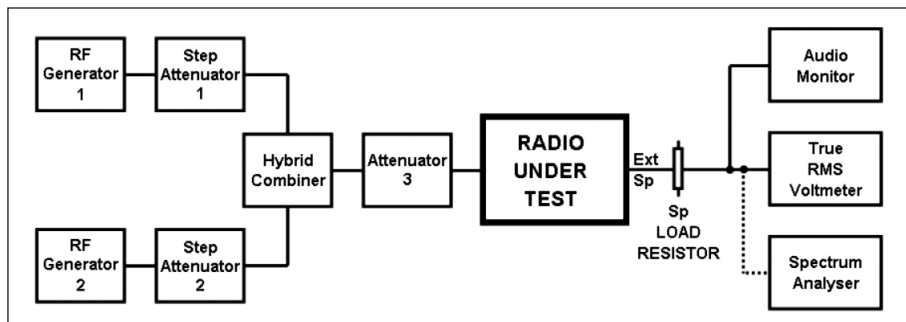 RF
Generator
1
Step
Attenuator
1
Hybrid
Combiner
RF
Generator
2
Step
Attenuator
2
Attenuator
3
RADIO
UNDER
TEST
Ext
Sp
Sp
LOAD
RESISTOR
Audio
Monitor
True
RMS
Voltmeter
Spectrum
Analyser